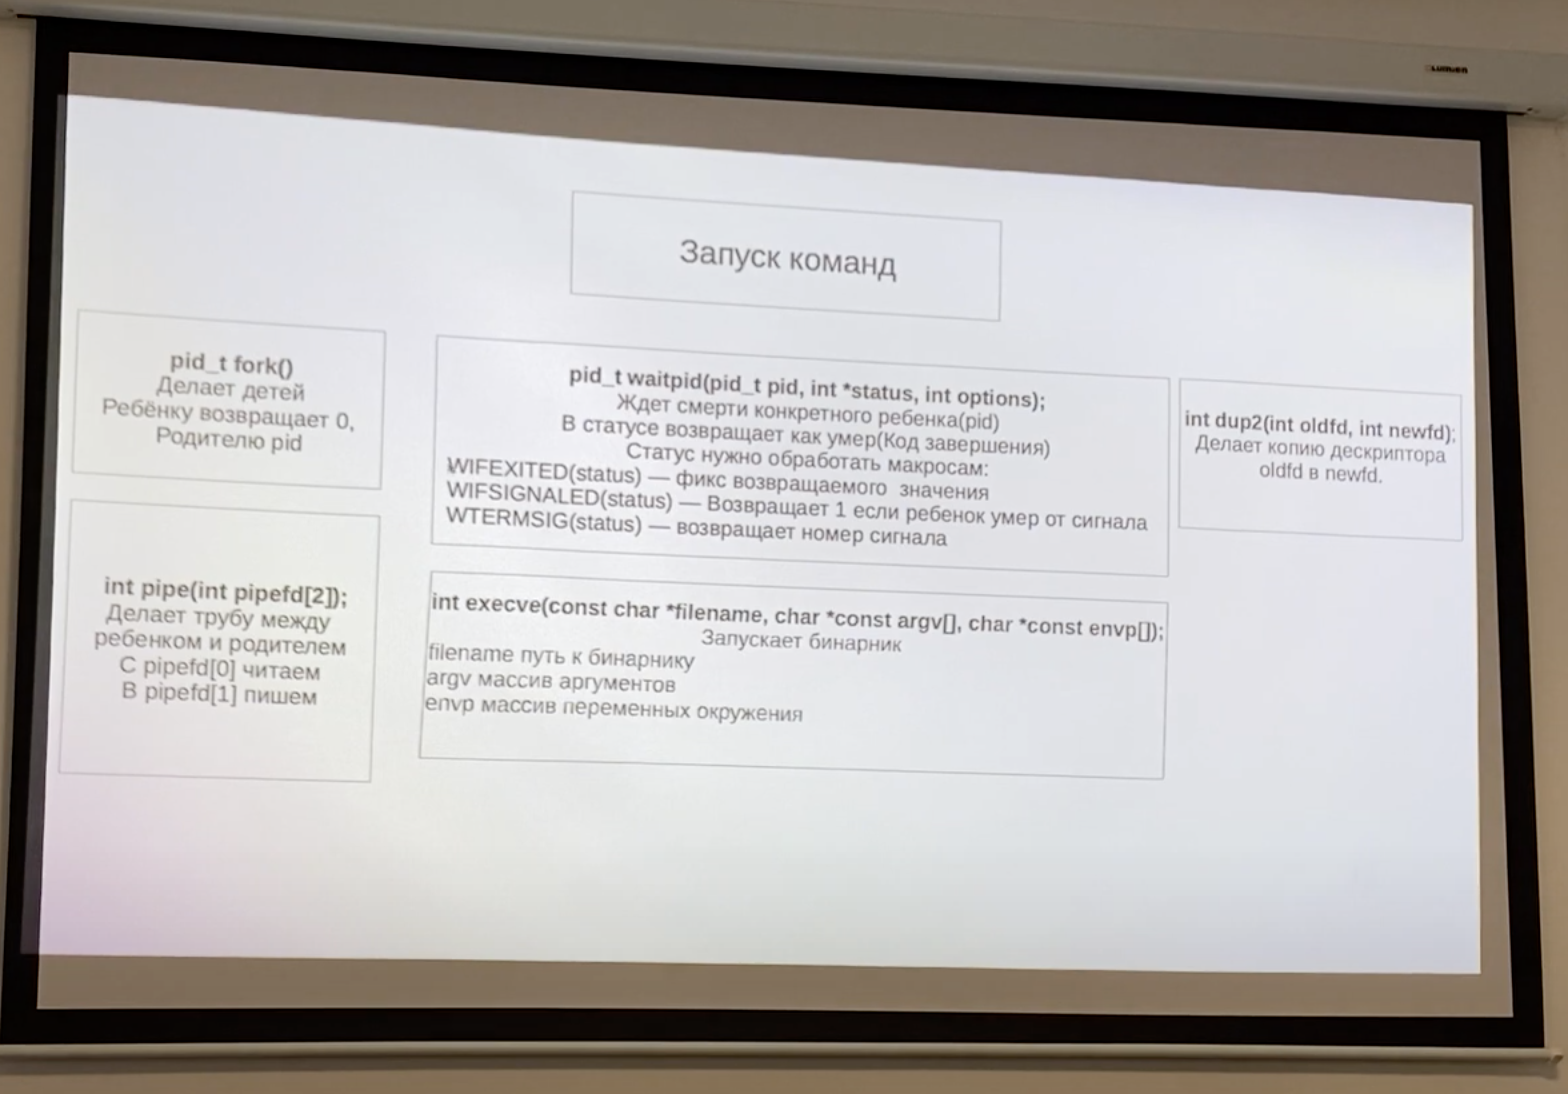 LUMIEN
Запуск команд
pid_t fork()
Делает детей
Ребёнку возвращает 0,
Родителю pid
pid_t waitpid(pid_t pid, int *status, int options);
Ждет смерти конкретного ребенка(pid)
В статусе возвращает как умер(Код завершения)
Статус нужно обработать макросам:
WIFEXITED(status) — фикс возвращаемого значения
WIFSIGNALED(status) — Возвращает 1 если ребенок умер от сигнала
WTERMSIG(status) — возвращает номер сигнала
int dup2(int oldfd, int newfd);
Делает копию дескриптора
oldfd в newfd.
int pipe(int pipefd[2]);
Делает трубу между
ребенком и родителем
С pipefd[0] читаем
В pipefd[1] пишем
int execve(const char *filename, char *const argv[], char *const envp[]);
Запускает бинарник
filename путь к бинарнику
argv массив аргументов
envp массив переменных окружения